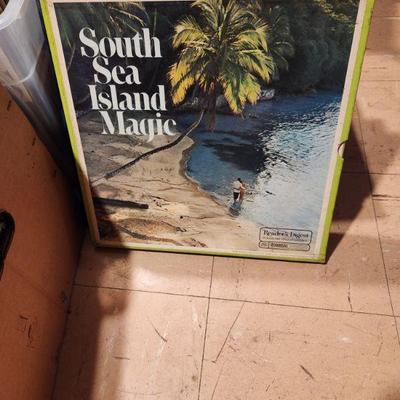 South
Sea
Island
Magic
Reader's Digest